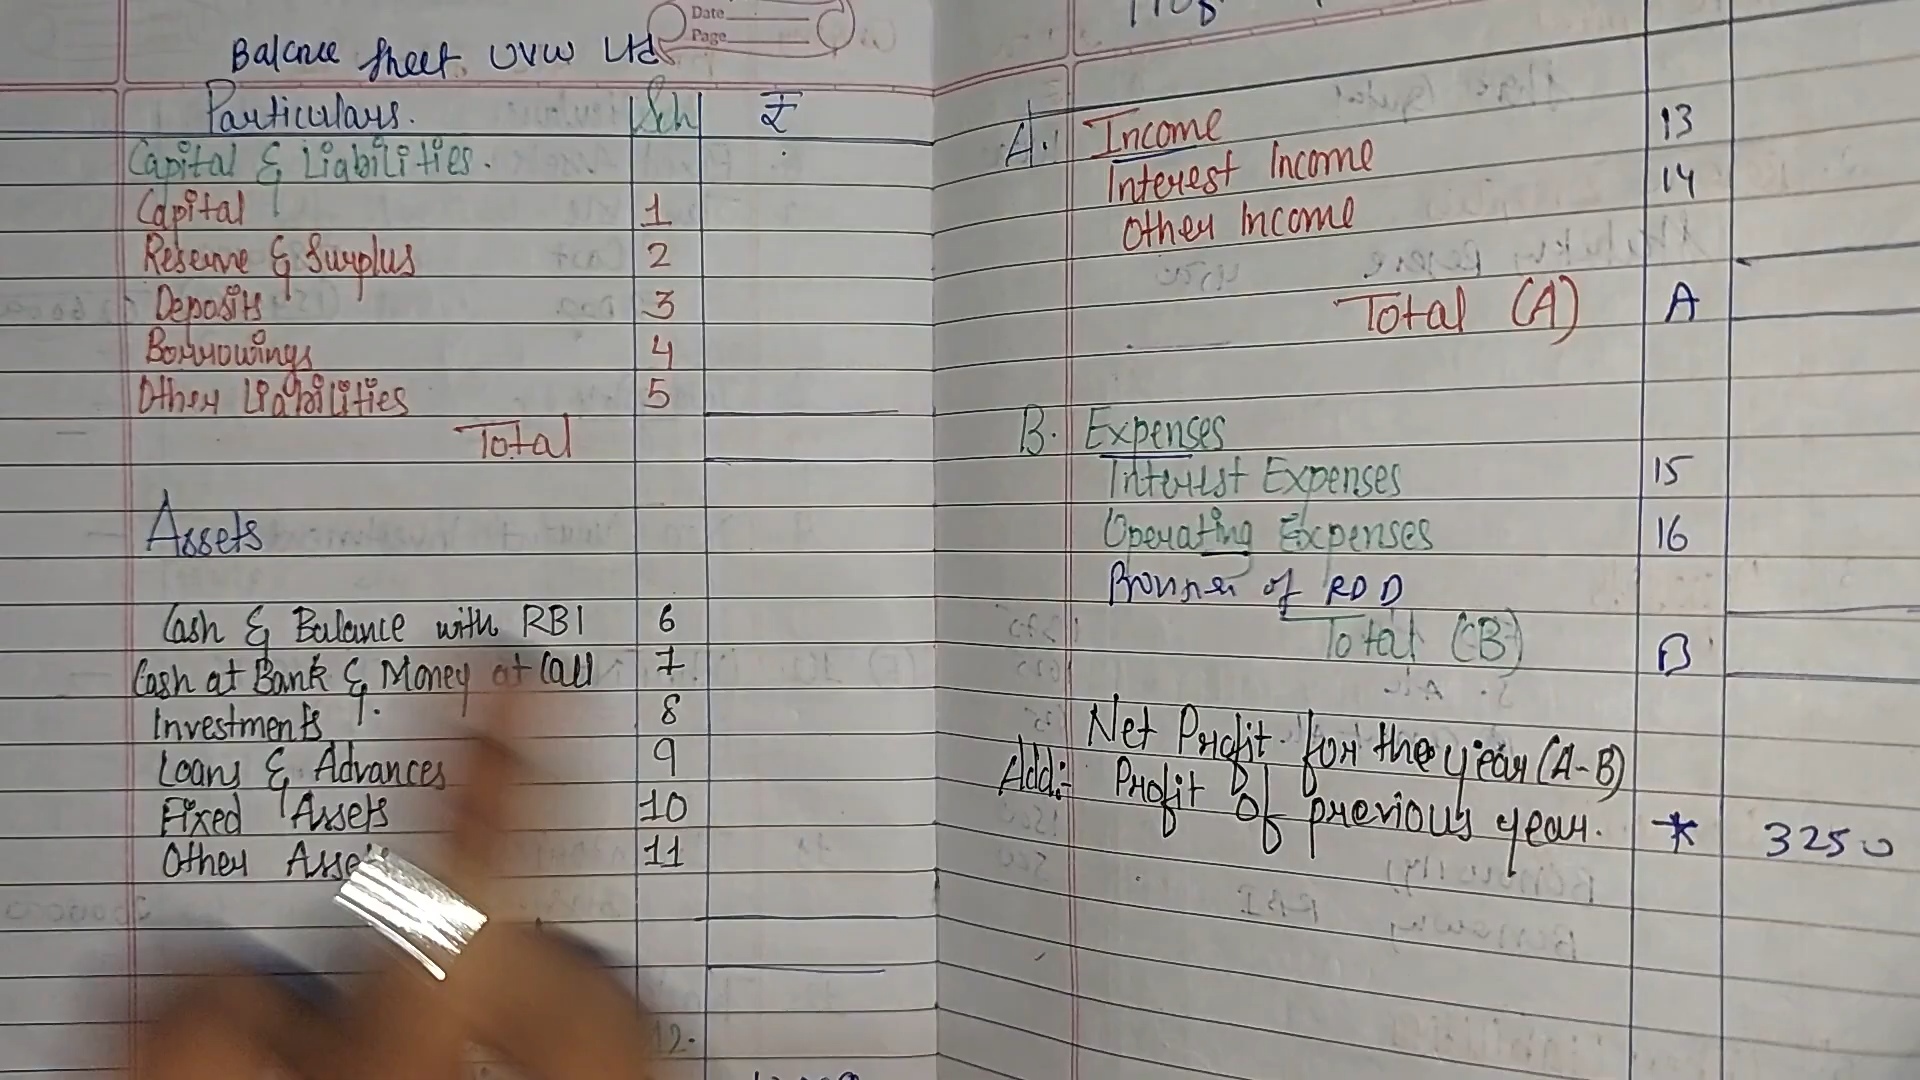 Date
Page
Balance Sheet UVW Ltd
Particulars. Sch ₹
Capital & Liabilities.
Capital 1
Reserve & Surplus 2
Deposits 3
Borrowings 4
Other Liabilities 5
Total
Assets
Cash & Balance with RBI 6
Cash at Bank & Money at Call 7
Investments 8
Loans & Advances 9
Fixed Assets 10
Other Assets 11
12.
A. Income 13
Interest Income 14
Other Income
Total (A) A
B. Expenses
Interest Expenses 15
Operating Expenses 16
of RDD
Total (B) B
Net Profit for the year (A-B)
Add:- Profit of previous year. * 3250